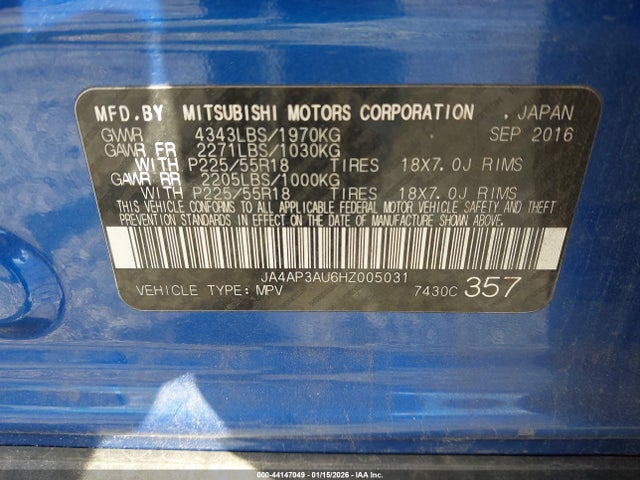 MFD.BY MITSUBISHI MOTORS CORPORATION , JAPAN
GVWR 4343LBS/1970KG SEP 2016
GAWR FR 2271LBS/1030KG
WITH P225/55R18 TIRES 18X7.0J RIMS
GAWR RR 2205LBS/1000KG
WITH P225/55R18 TIRES 18X7.0J RIMS
THIS VEHICLE CONFORMS TO ALL APPLICABLE FEDERAL MOTOR VEHICLE SAFETY AND THEFT
PREVENTION STANDARDS IN EFFECT ON THE DATE OF MANUFACTURE SHOWN ABOVE.
JA4AP3AU6HZ005031
VEHICLE TYPE: MPV 7430C 357
000-44147049 - 01/15/2026 - IAA Inc.